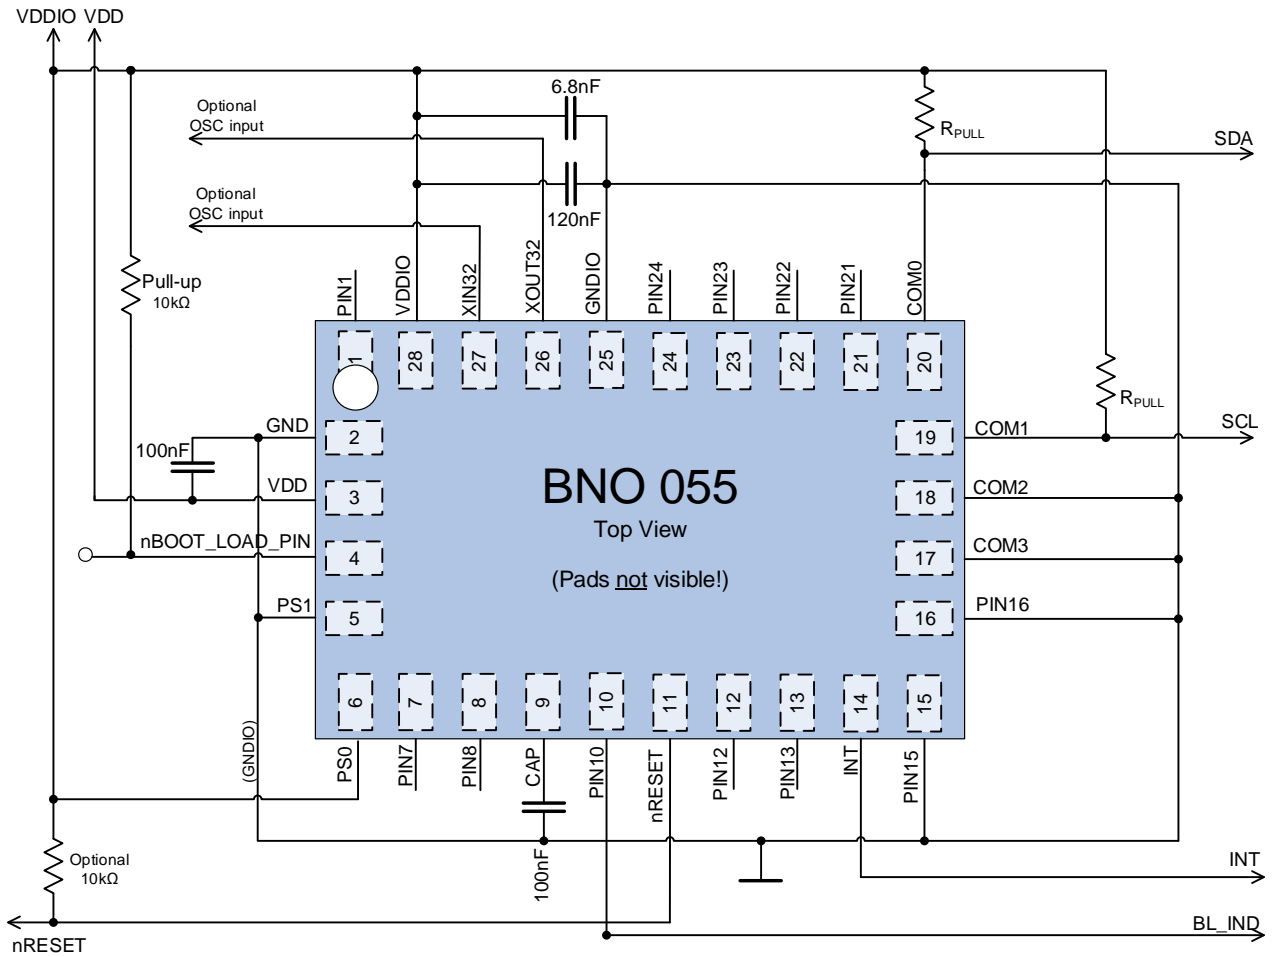 VDDIO VDD
6.8nF
Optional
OSC input
R_PULL
SDA
Optional
OSC input
120nF
Pull-up
10kΩ
PIN1
VDDIO
XIN32
XOUT32
GNDIO
PIN24
PIN23
PIN22
PIN21
COM0
1
28
27
26
25
24
23
22
21
20
R_PULL
GND
2
19
COM1
SCL
100nF
VDD
3
BNO 055
18
COM2
Top View
nBOOT_LOAD_PIN
4
(Pads not visible!)
17
COM3
PS1
5
16
PIN16
6
7
8
9
10
11
12
13
14
15
(GNDIO)
PS0
PIN7
PIN8
CAP
PIN10
nRESET
PIN12
PIN13
INT
PIN15
Optional
10kΩ
100nF
INT
BL_IND
nRESET